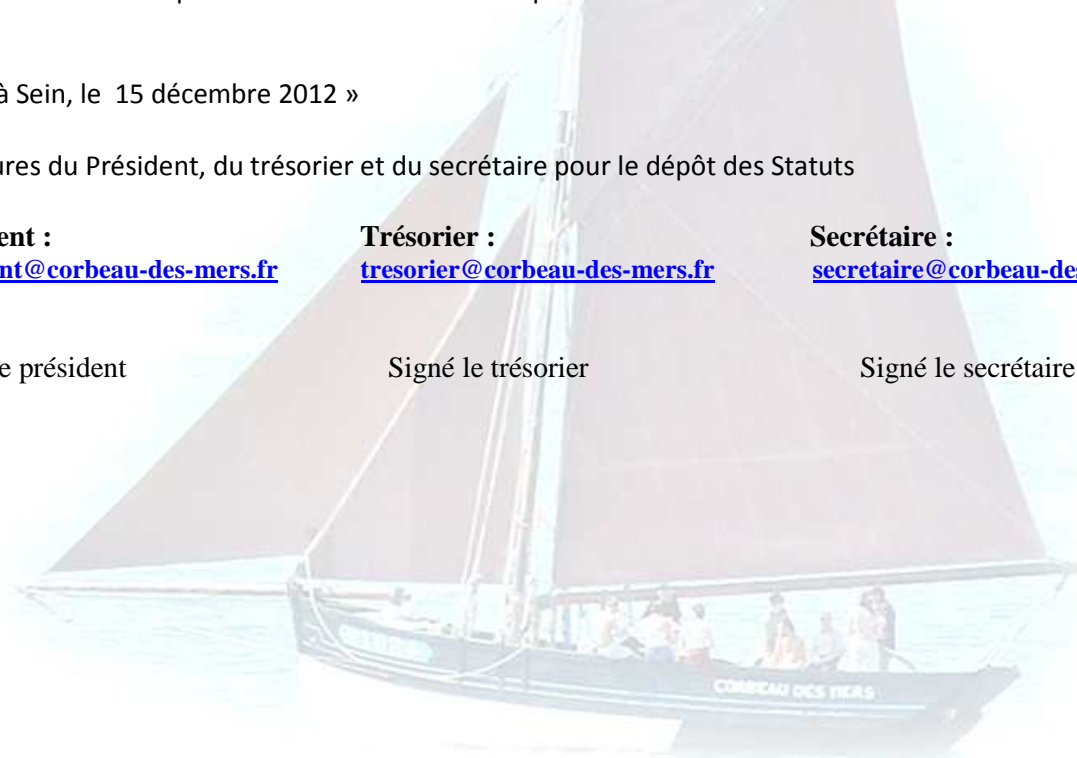 à Sein, le 15 décembre 2012 »
ures du Président, du trésorier et du secrétaire pour le dépôt des Statuts
ent : Trésorier : Secrétaire :
nt@corbeau-des-mers.fr tresorier@corbeau-des-mers.fr secretaire@corbeau-de
e président Signé le trésorier Signé le secrétaire
CORBEAU DES MERS